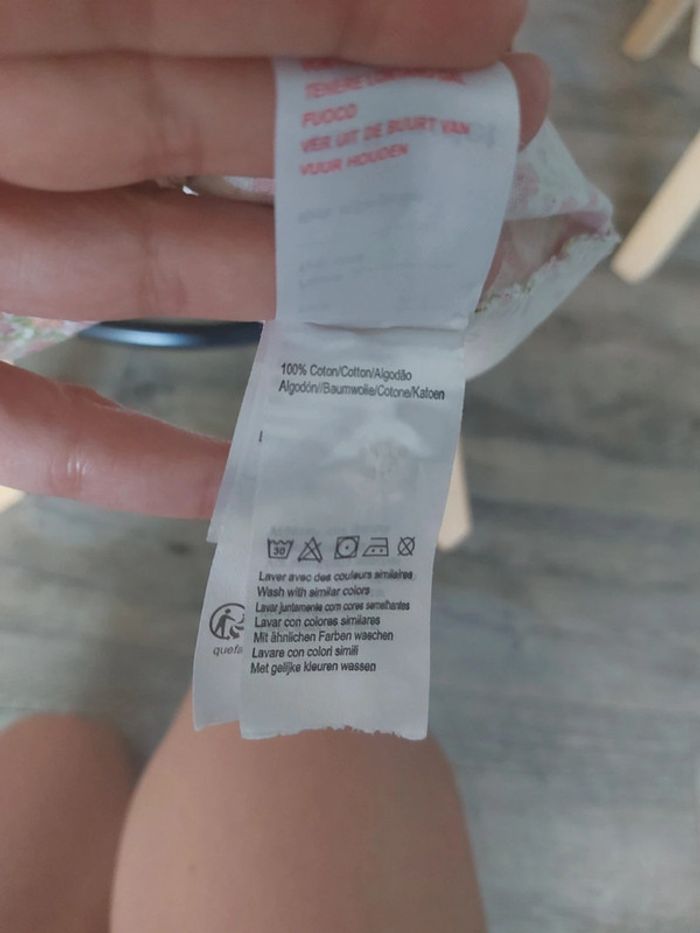 TENERE
FUOCO
VER UIT DE BUURT VAN
VUUR HOUDEN
100% Coton/Cotton/Algodão
Algodón//Baumwolle/Cotone/Katoen
30
Laver avec des couleurs similaires
Wash with similar colors
Lavar juntamente com cores semelhantes
Lavar con colores similares
Mit ähnlichen Farben waschen
Lavare con colori simili
Met gelijke kleuren wassen
quefa